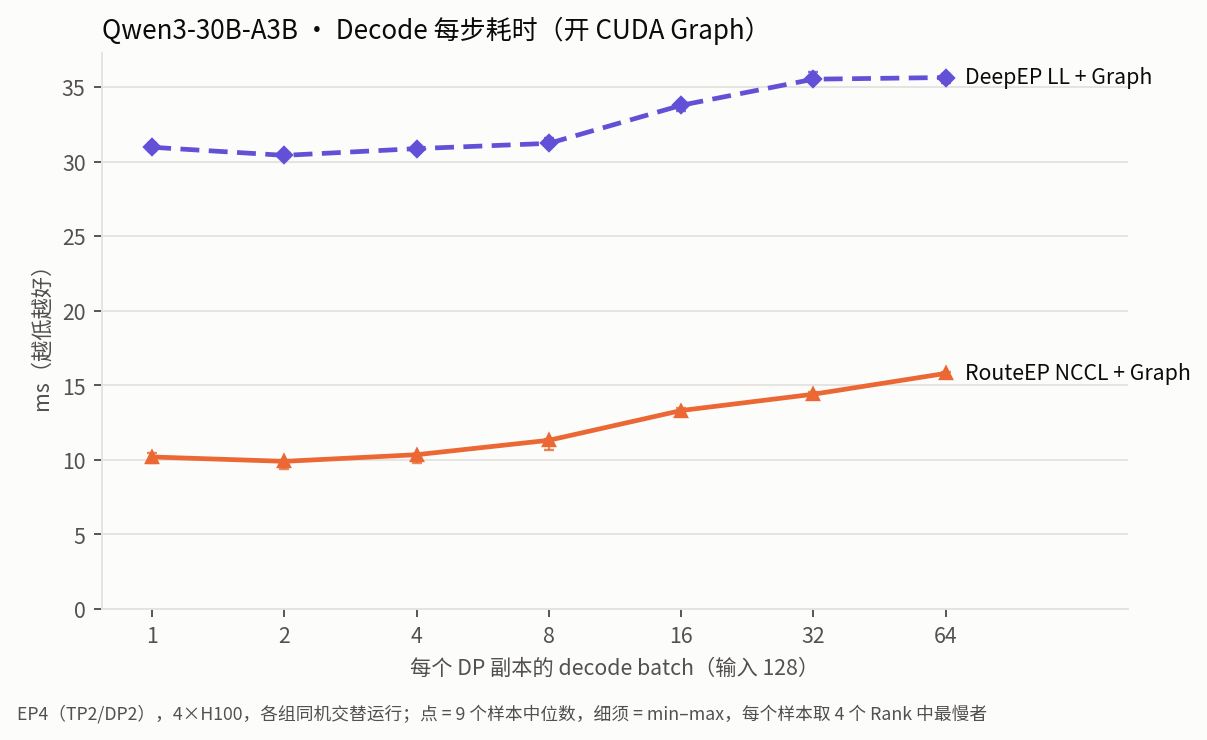 Qwen3-30B-A3B · Decode 每步耗时（开 CUDA Graph）
ms（越低越好）
35
30
25
20
15
10
5
0
DeepEP LL + Graph
RouteEP NCCL + Graph
1 2 4 8 16 32 64
每个 DP 副本的 decode batch（输入 128）
EP4（TP2/DP2），4×H100，各组同机交替运行；点 = 9 个样本中位数，细须 = min–max，每个样本取 4 个 Rank 中最慢者